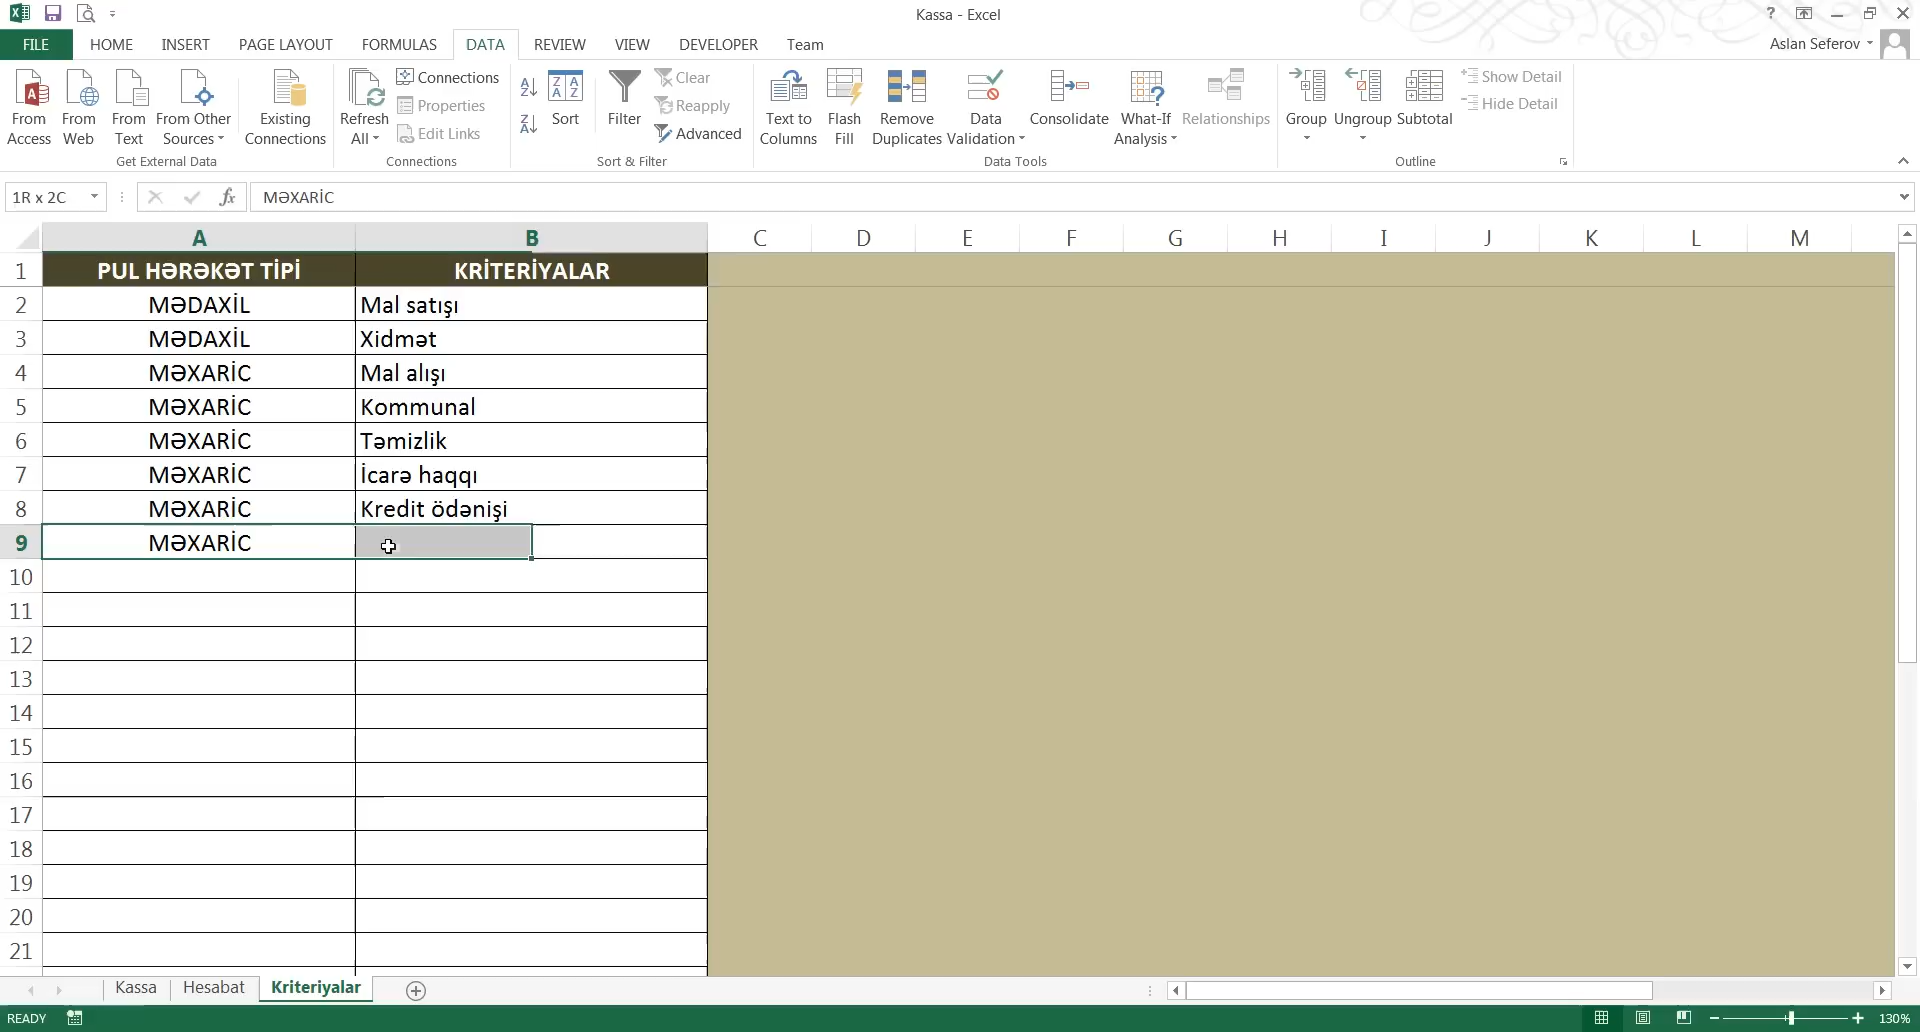 Kassa - Excel
FILE HOME INSERT PAGE LAYOUT FORMULAS DATA REVIEW VIEW DEVELOPER Team Aslan Seferov
From Access
From Web
From Text
From Other Sources
Existing Connections
Get External Data
Refresh All
Connections
Properties
Edit Links
Connections
Sort
Filter
Clear
Reapply
Advanced
Sort & Filter
Text to Columns
Flash Fill
Remove Duplicates
Data Validation
Consolidate
What-If Analysis
Relationships
Data Tools
Group
Ungroup
Subtotal
Show Detail
Hide Detail
Outline
1R x 2C fx MƏXARİC
A B C D E F G H I J K L M
1 PUL HƏRƏKƏT TİPİ KRİTERİYALAR
2 MƏDAXİL Mal satışı
3 MƏDAXİL Xidmət
4 MƏXARİC Mal alışı
5 MƏXARİC Kommunal
6 MƏXARİC Təmizlik
7 MƏXARİC İcarə haqqı
8 MƏXARİC Kredit ödənişi
9 MƏXARİC
10
11
12
13
14
15
16
17
18
19
20
21
Kassa Hesabat Kriteriyalar
READY 130%